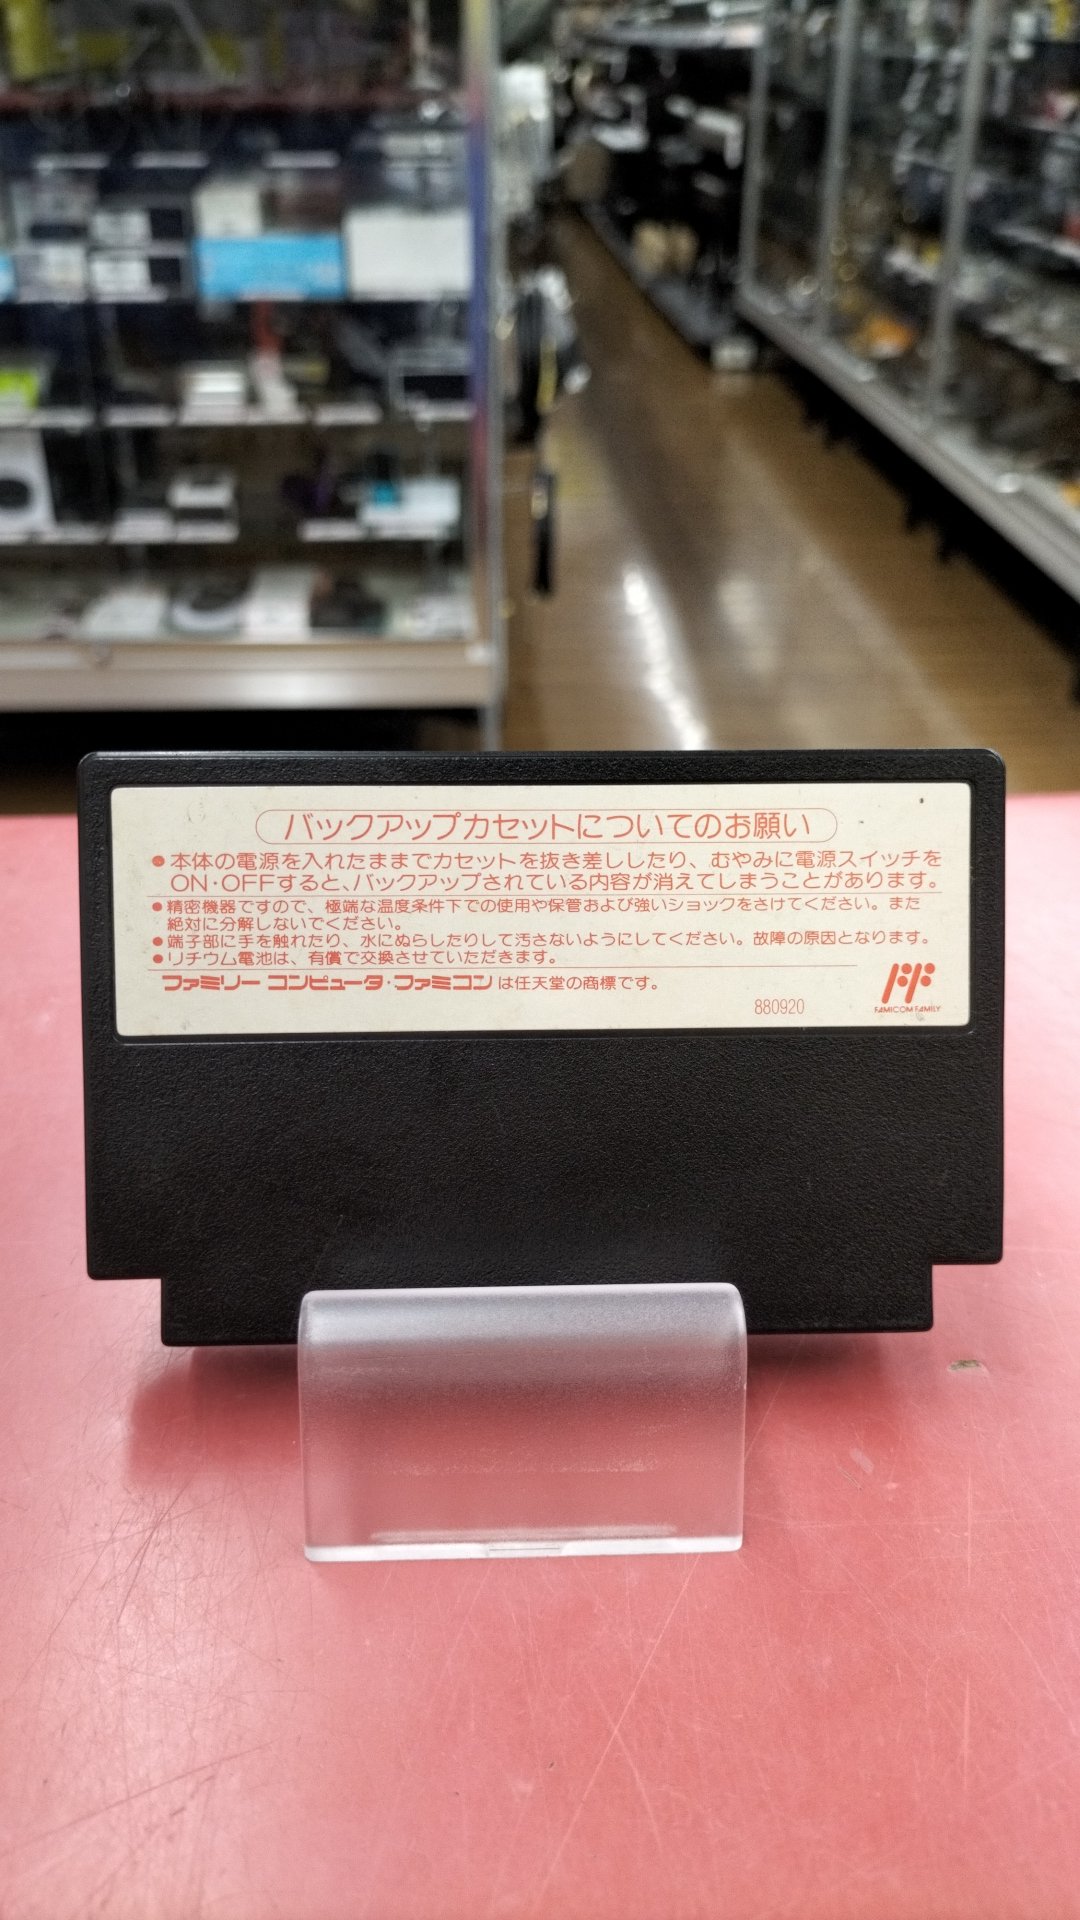 バックアップカセットについてのお願い
●本体の電源を入れたままでカセットを抜き差ししたり、むやみに電源スイッチを
ON・OFFすると、バックアップされている内容が消えてしまうことがあります。
●精密機器ですので、極端な温度条件下での使用や保管および強いショックをさけてください。また
絶対に分解しないでください。
●端子部に手を触れたり、水にぬらしたりして汚さないようにしてください。故障の原因となります。
●リチウム電池は、有償で交換させていただきます。
ファミリーコンピュータ・ファミコンは任天堂の商標です。
880920
FAMICOM FAMILY